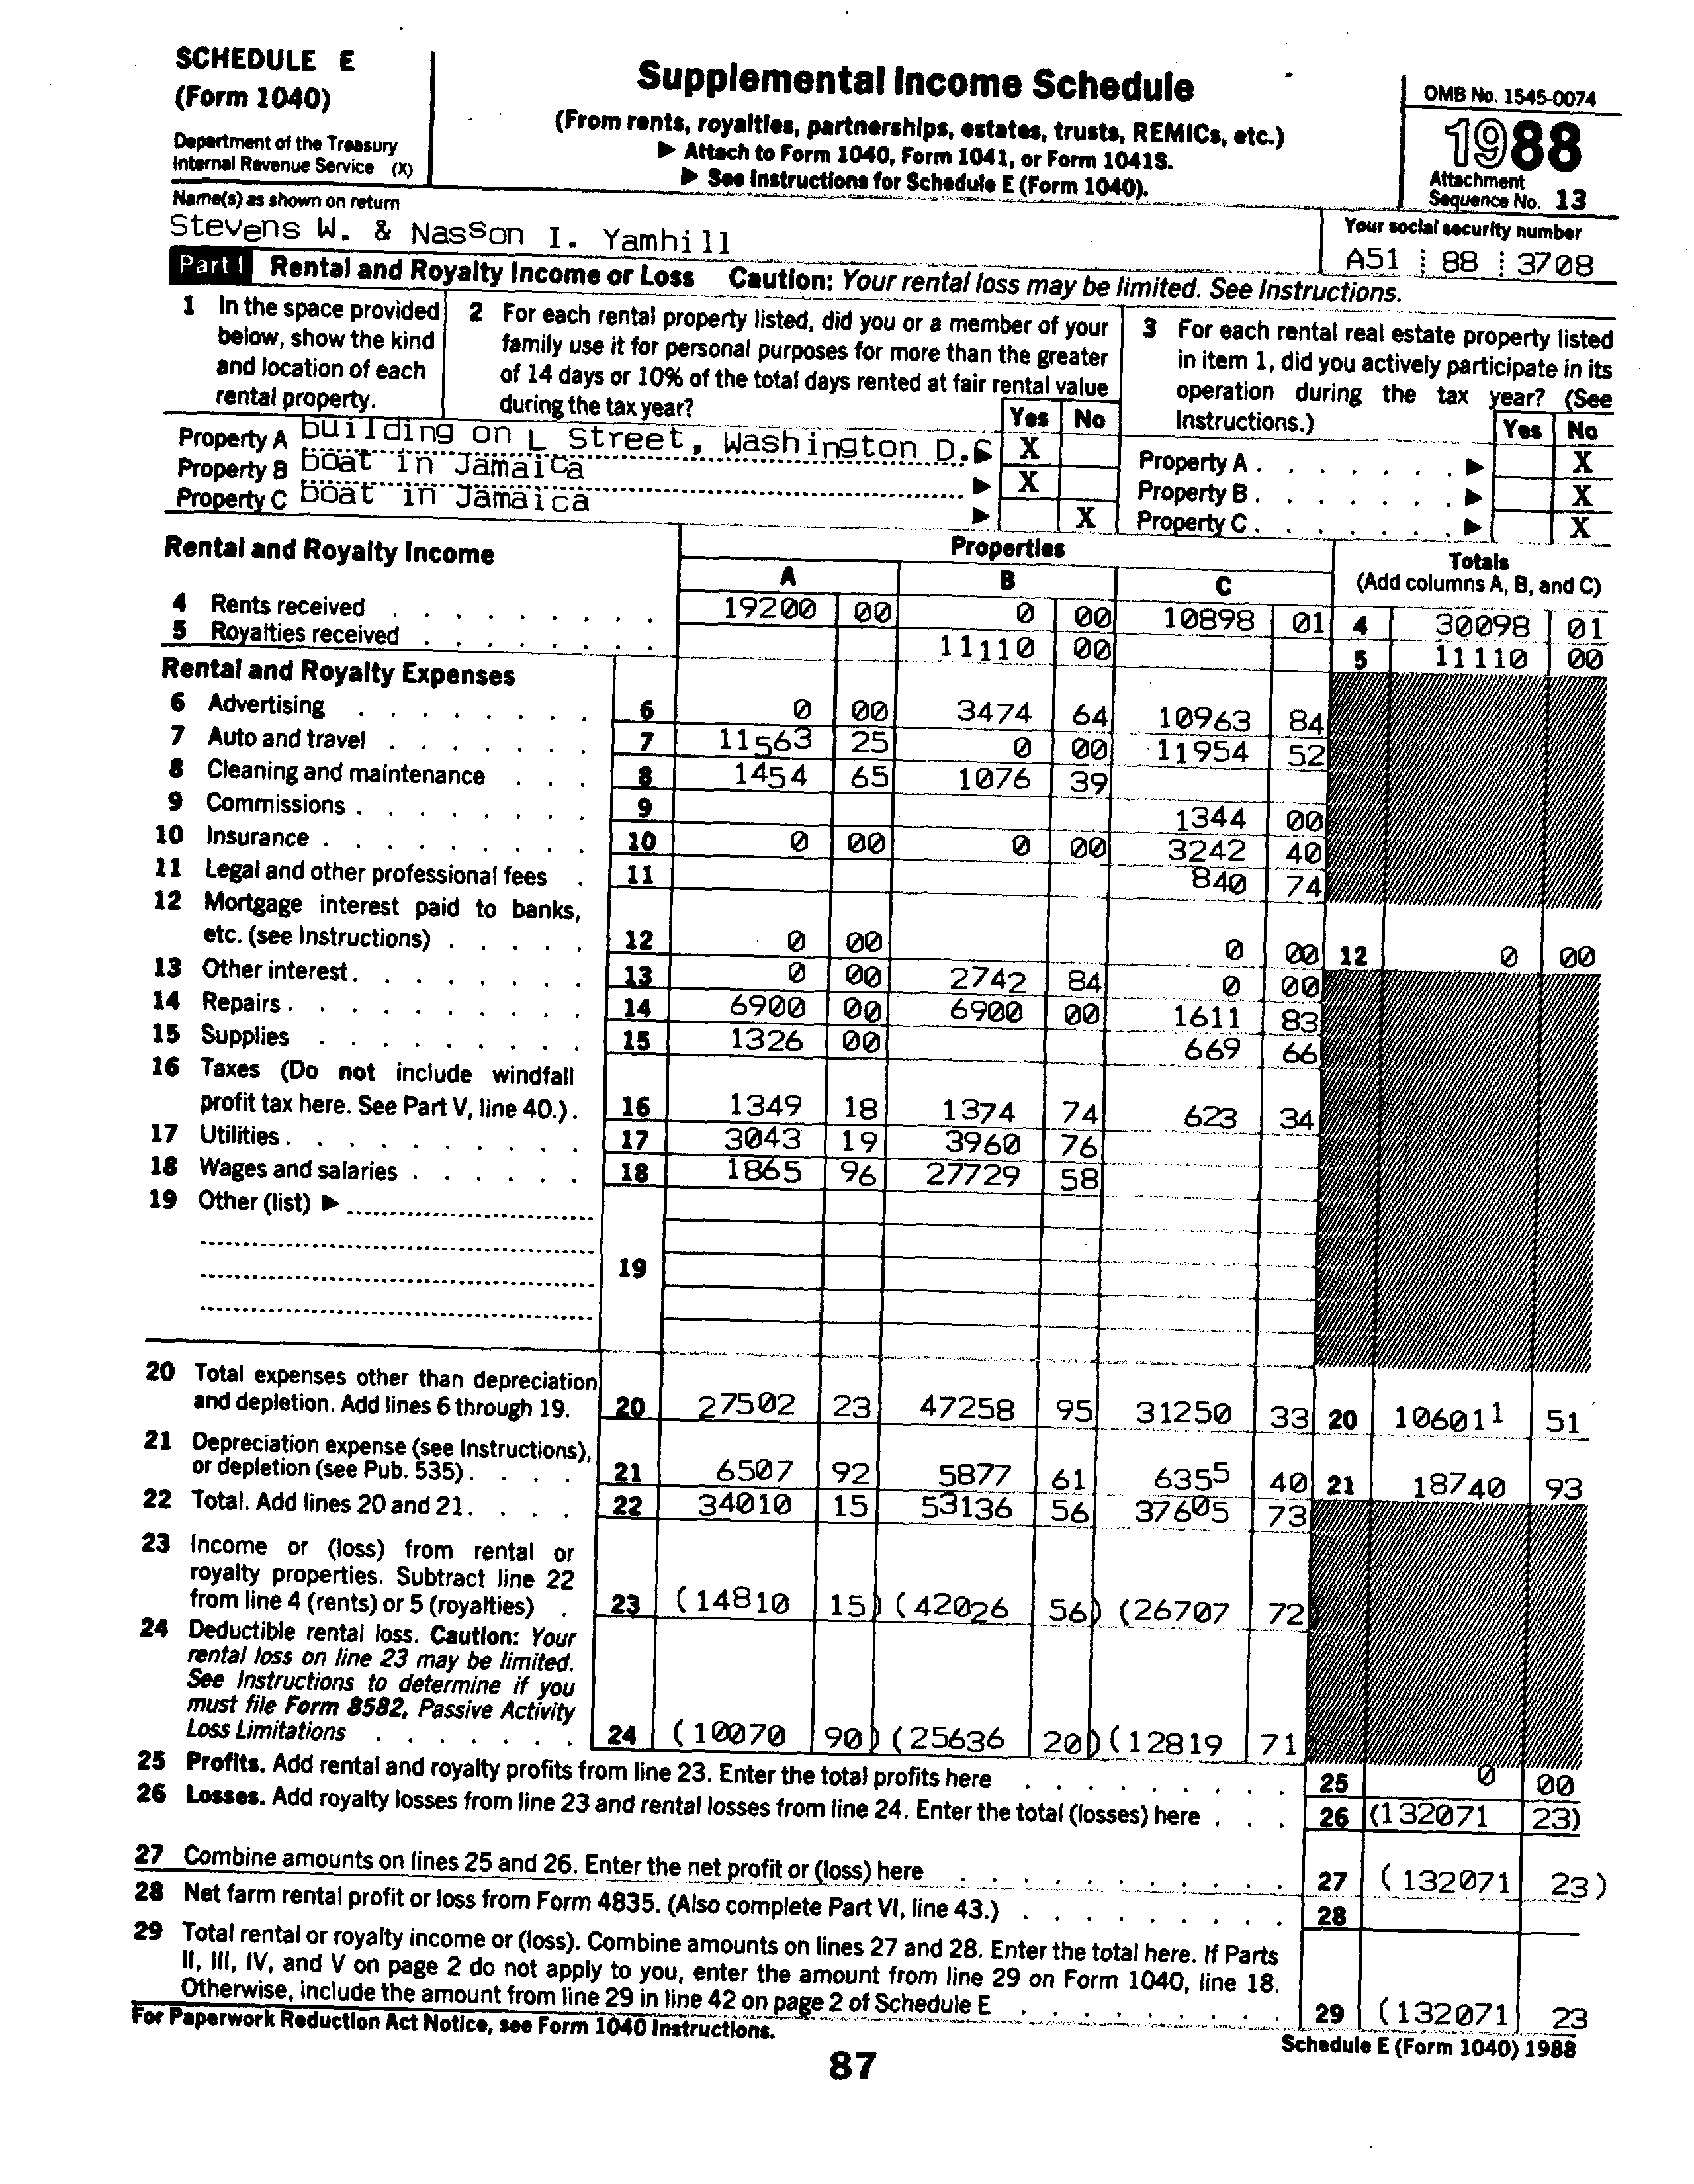 SCHEDULE E
(Form 1040)
Department of the Treasury
Internal Revenue Service (X)
Supplemental Income Schedule
(From rents, royalties, partnerships, estates, trusts, REMICs, etc.)
▶ Attach to Form 1040, Form 1041, or Form 1041S.
▶ See Instructions for Schedule E (Form 1040).
OMB No. 1545-0074
1988
Attachment
Sequence No. 13
Name(s) as shown on return
Stevens W. & Nasson I. Yamhill
Your social security number
A51 88 3708
Part I Rental and Royalty Income or Loss Caution: Your rental loss may be limited. See Instructions.
1 In the space provided
below, show the kind
and location of each
rental property.
2 For each rental property listed, did you or a member of your
family use it for personal purposes for more than the greater
of 14 days or 10% of the total days rented at fair rental value
during the tax year?
Yes No
3 For each rental real estate property listed
in item 1, did you actively participate in its
operation during the tax year? (See
Instructions.)
Yes No
Property A building on L Street, Washington D.C X
Property B boat in Jamaica ▶ X
Property C boat in Jamaica ▶ X
Property A . . . . . . . ▶ X
Property B . . . . . . . ▶ X
Property C . . . . . . . ▶ X
Rental and Royalty Income
Properties
A B C
Totals
(Add columns A, B, and C)
4 Rents received 19200 00 0 00 10898 01 4 30098 01
5 Royalties received 11110 00 5 11110 00
Rental and Royalty Expenses
6 Advertising 6 0 00 3474 64 10963 84
7 Auto and travel 7 11563 25 0 00 11954 52
8 Cleaning and maintenance 8 1454 65 1076 39
9 Commissions 9 1344 00
10 Insurance 10 0 00 0 00 3242 40
11 Legal and other professional fees 11 840 74
12 Mortgage interest paid to banks,
etc. (see Instructions) 12 0 00 0 00 12 0 00
13 Other interest 13 0 00 2742 84 0 00
14 Repairs 14 6900 00 6900 00 1611 83
15 Supplies 15 1326 00 669 66
16 Taxes (Do not include windfall
profit tax here. See Part V, line 40.) 16 1349 18 1374 74 623 34
17 Utilities 17 3043 19 3960 76
18 Wages and salaries 18 1865 96 27729 58
19 Other (list) ▶
19
20 Total expenses other than depreciation
and depletion. Add lines 6 through 19. 20 27502 23 47258 95 31250 33 20 106011 51
21 Depreciation expense (see Instructions),
or depletion (see Pub. 535) 21 6507 92 5877 61 6355 40 21 18740 93
22 Total. Add lines 20 and 21 22 34010 15 53136 56 37605 73
23 Income or (loss) from rental or
royalty properties. Subtract line 22
from line 4 (rents) or 5 (royalties) 23 (14810 15) (42026 56) (26707 72
24 Deductible rental loss. Caution: Your
rental loss on line 23 may be limited.
See Instructions to determine if you
must file Form 8582, Passive Activity
Loss Limitations 24 (10070 90) (25636 20) (12819 71
25 Profits. Add rental and royalty profits from line 23. Enter the total profits here 25 0 00
26 Losses. Add royalty losses from line 23 and rental losses from line 24. Enter the total (losses) here 26 (132071 23)
27 Combine amounts on lines 25 and 26. Enter the net profit or (loss) here 27 (132071 23)
28 Net farm rental profit or loss from Form 4835. (Also complete Part VI, line 43.) 28
29 Total rental or royalty income or (loss). Combine amounts on lines 27 and 28. Enter the total here. If Parts
II, III, IV, and V on page 2 do not apply to you, enter the amount from line 29 on Form 1040, line 18.
Otherwise, include the amount from line 29 in line 42 on page 2 of Schedule E 29 (132071 23
For Paperwork Reduction Act Notice, see Form 1040 Instructions.
Schedule E (Form 1040) 1988
87